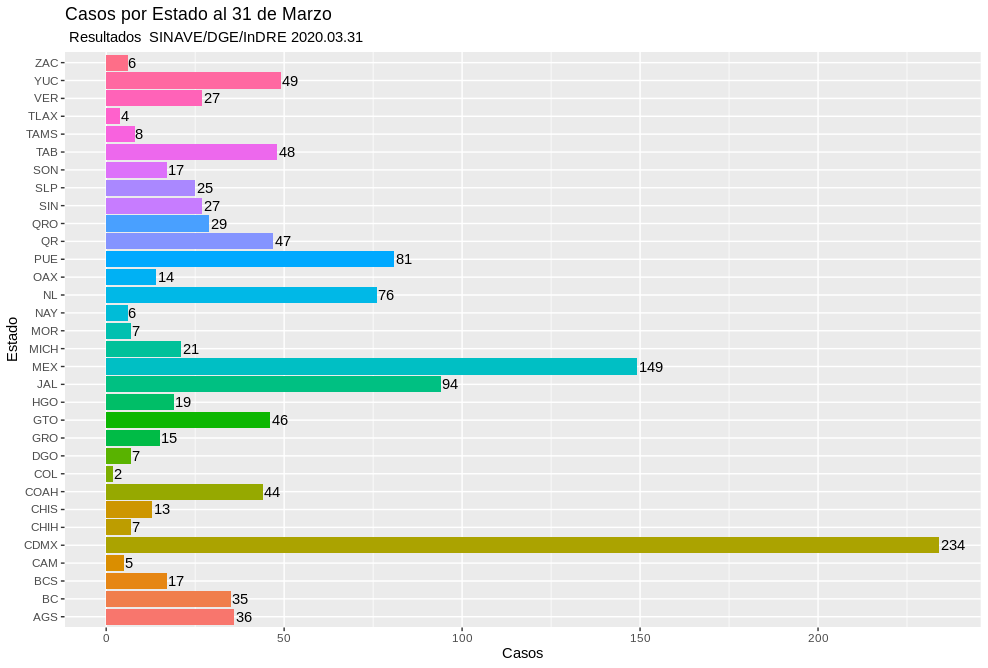 Casos por Estado al 31 de Marzo
Resultados  SINAVE/DGE/InDRE 2020.03.31
Estado
ZAC 6
YUC 49
VER 27
TLAX 4
TAMS 8
TAB 48
SON 17
SLP 25
SIN 27
QRO 29
QR 47
PUE 81
OAX 14
NL 76
NAY 6
MOR 7
MICH 21
MEX 149
JAL 94
HGO 19
GTO 46
GRO 15
DGO 7
COL 2
COAH 44
CHIS 13
CHIH 7
CDMX 234
CAM 5
BCS 17
BC 35
AGS 36
0 50 100 150 200
Casos